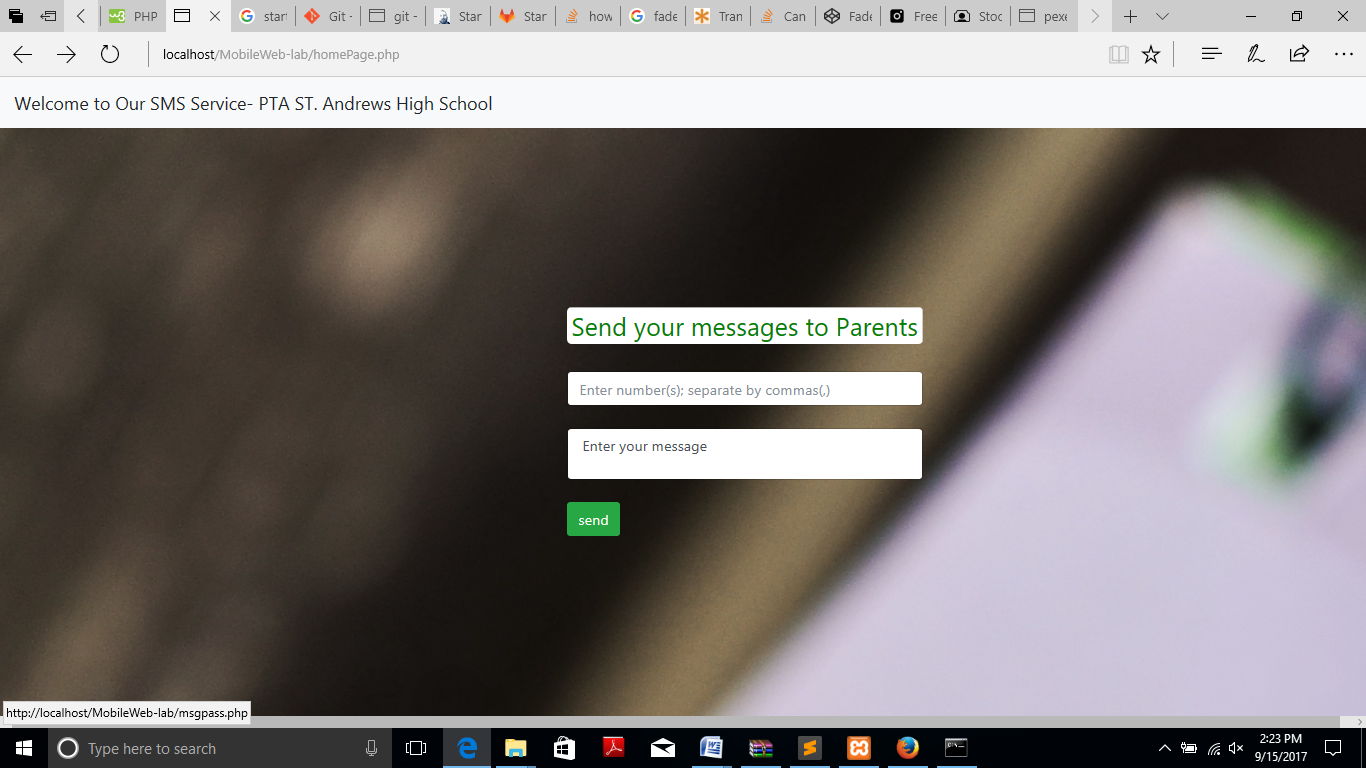 PHP
start
Git -
git -
Star
Star
how
fade
Tran
Can
Fade
Free
Stoc
pexe
localhost/MobileWeb-lab/homePage.php
Welcome to Our SMS Service- PTA ST. Andrews High School
Send your messages to Parents
Enter number(s); separate by commas(,)
Enter your message
send
http://localhost/MobileWeb-lab/msgpass.php
Type here to search
2:23 PM
9/15/2017